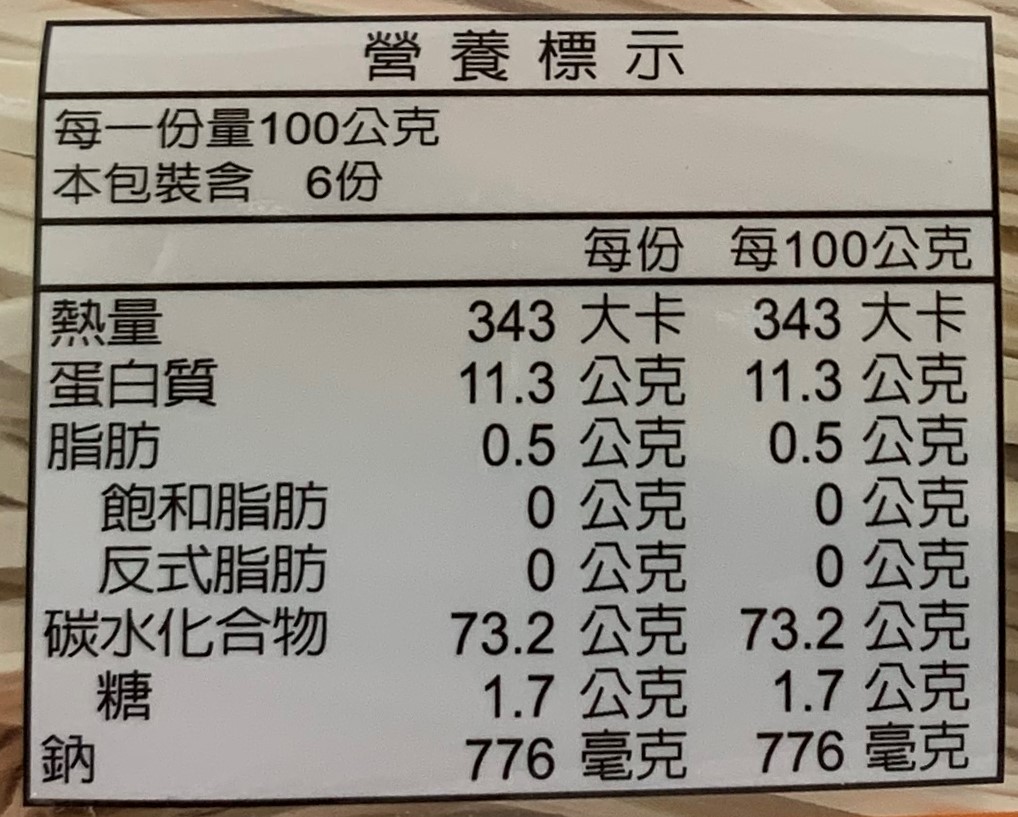 營養標示
每一份量100公克
本包裝含 6份
每份 每100公克
熱量 343 大卡 343 大卡
蛋白質 11.3 公克 11.3 公克
脂肪 0.5 公克 0.5 公克
飽和脂肪 0 公克 0 公克
反式脂肪 0 公克 0 公克
碳水化合物 73.2 公克 73.2 公克
糖 1.7 公克 1.7 公克
鈉 776 毫克 776 毫克